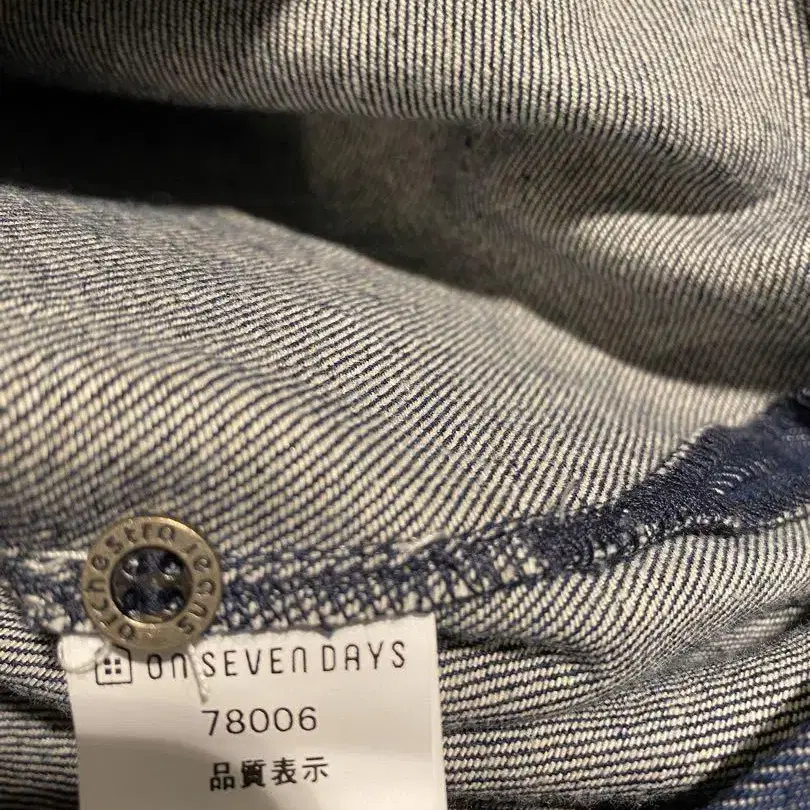 orchestra jeans
on SEVEN DAYS
78006
品質表示